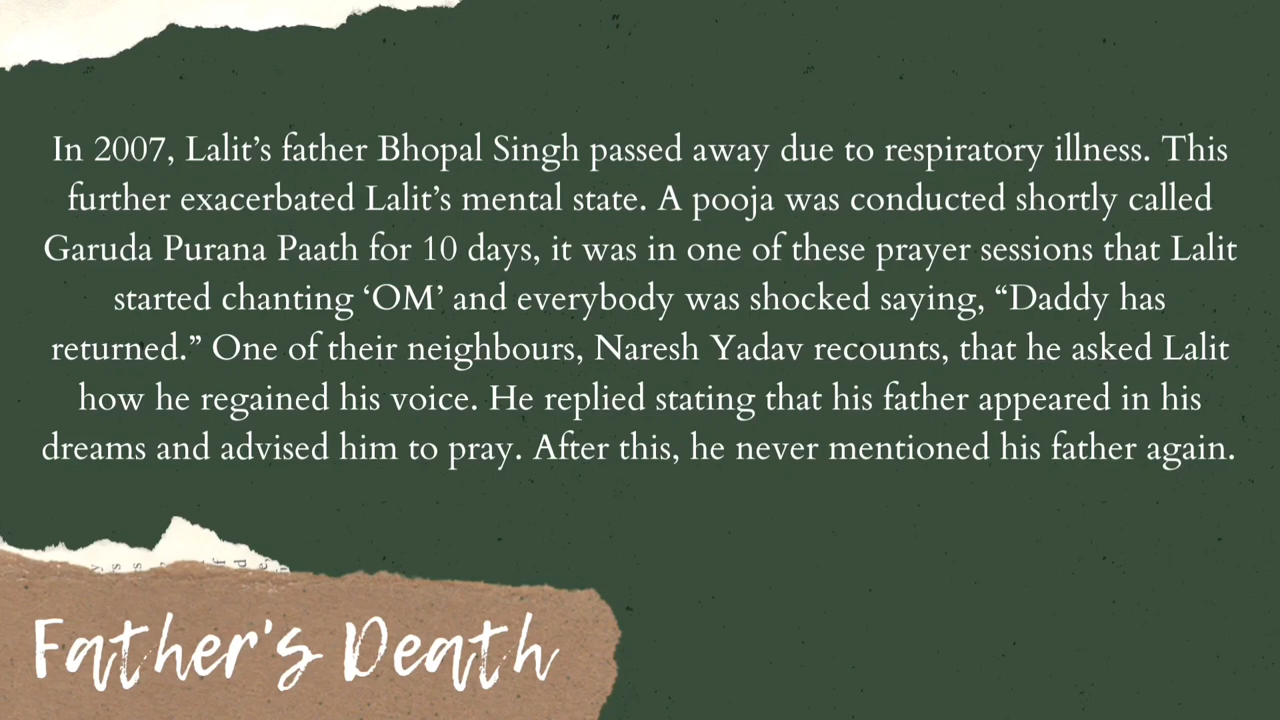 In 2007, Lalit’s father Bhopal Singh passed away due to respiratory illness. This
further exacerbated Lalit’s mental state. A pooja was conducted shortly called
Garuda Purana Paath for 10 days, it was in one of these prayer sessions that Lalit
started chanting ‘OM’ and everybody was shocked saying, “Daddy has
returned.” One of their neighbours, Naresh Yadav recounts, that he asked Lalit
how he regained his voice. He replied stating that his father appeared in his
dreams and advised him to pray. After this, he never mentioned his father again.
Father's Death